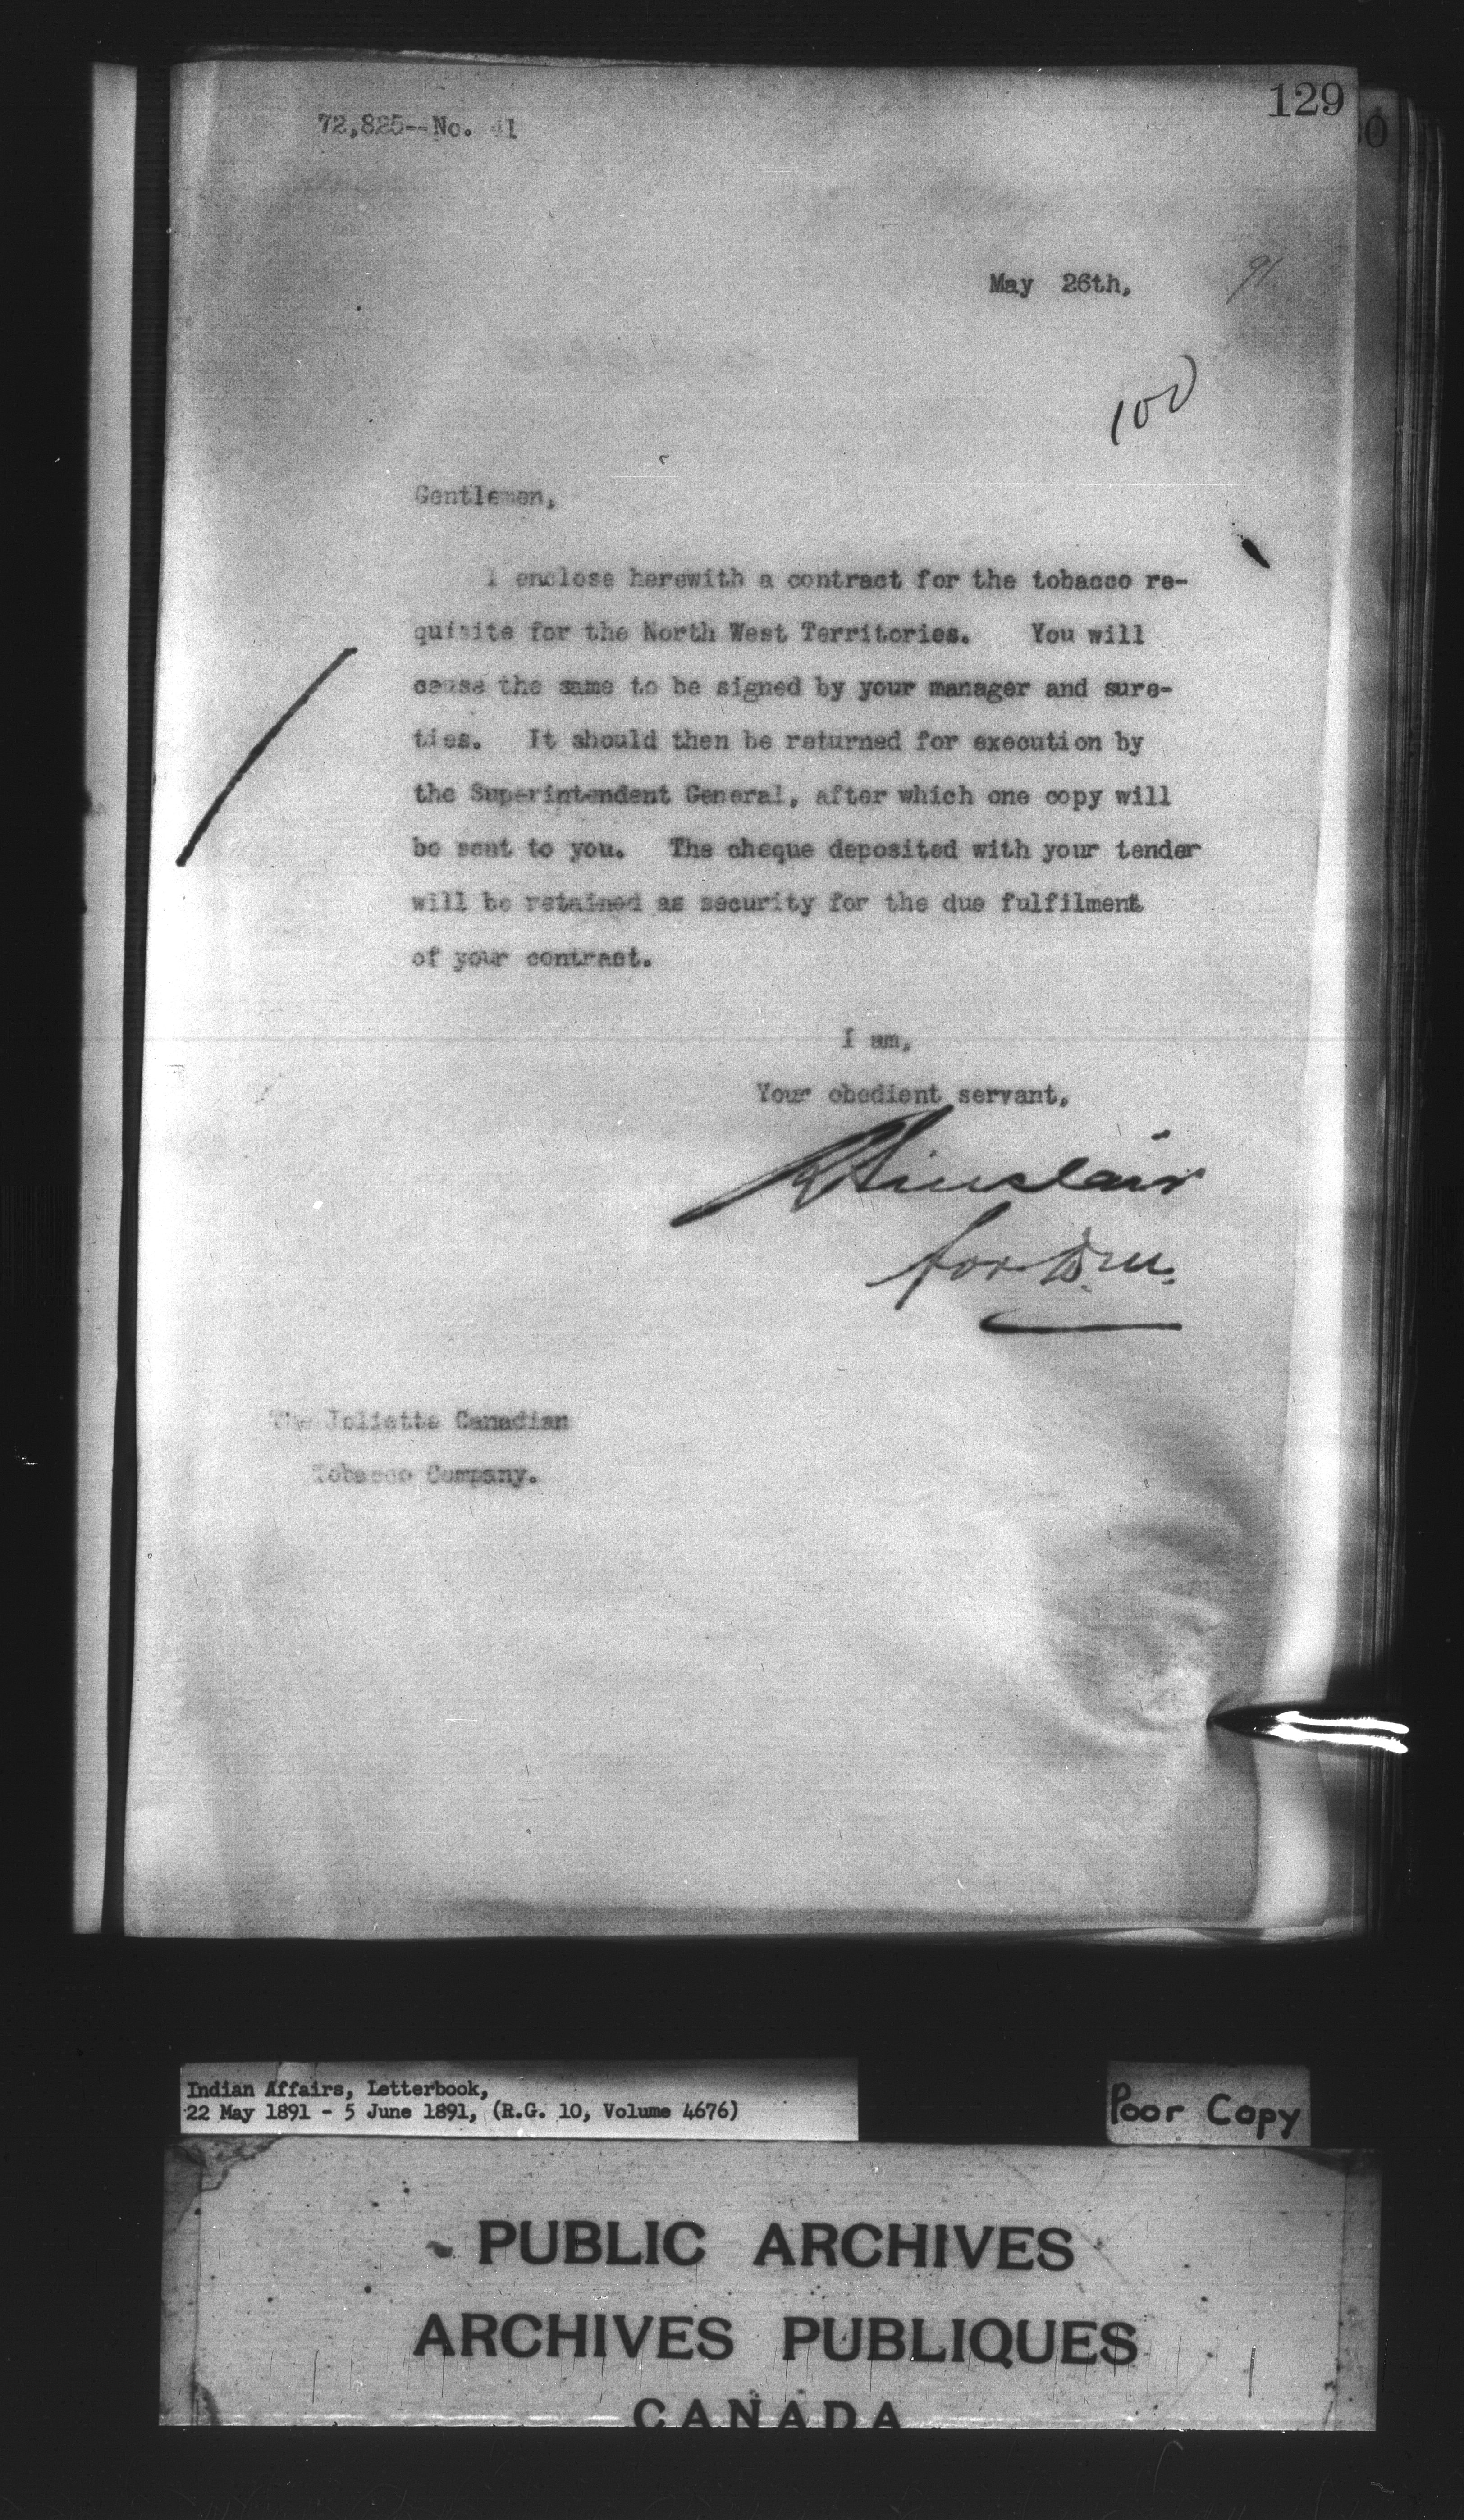 129
72,825--No. 41
May 26th, 91
100
Gentlemen,
I enclose herewith a contract for the tobacco re-
quisite for the North West Territories. You will
cause the same to be signed by your manager and sure-
ties. It should then be returned for execution by
the Superintendent General, after which one copy will
be sent to you. The cheque deposited with your tender
will be retained as security for the due fulfilment
of your contract.
I am,
Your obedient servant,
R Sinclair
for
The Joliette Canadian
Tobacco Company.
Indian Affairs, Letterbook,
22 May 1891 - 5 June 1891, (R.G. 10, Volume 4676)
Poor Copy
PUBLIC ARCHIVES
ARCHIVES PUBLIQUES
CANADA